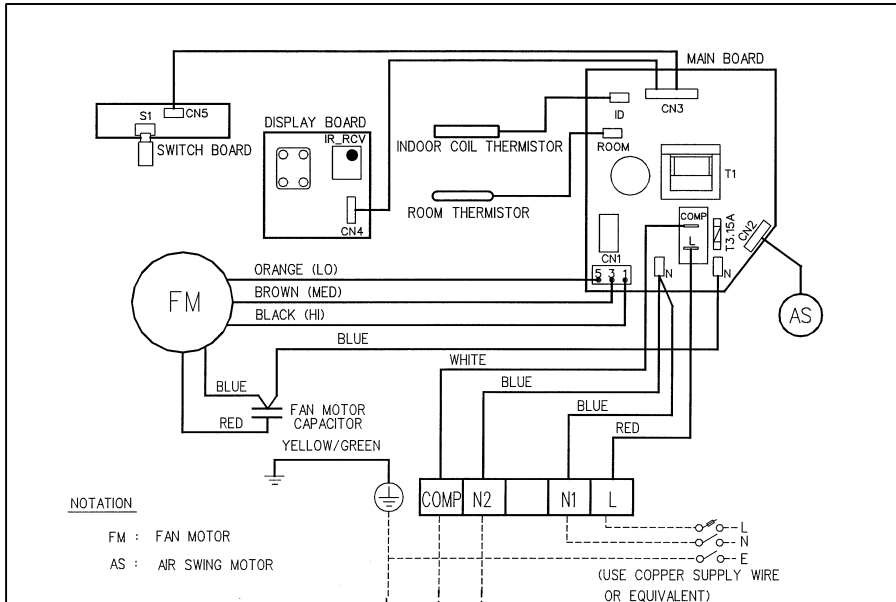 MAIN BOARD
S1
CN5
CN3
DISPLAY BOARD
ID
IR_RCV
SWITCH BOARD
INDOOR COIL THERMISTOR
ROOM
T1
ROOM THERMISTOR
COMP
T3.15A
CN4
CN2
L
CN1
ORANGE (LO)
5 3 1
N
N
BROWN (MED)
FM
BLACK (HI)
AS
BLUE
WHITE
BLUE
BLUE
BLUE
FAN MOTOR
CAPACITOR
RED
RED
YELLOW/GREEN
COMP N2 N1 L
NOTATION
L
FM : FAN MOTOR
N
E
AS : AIR SWING MOTOR
(USE COPPER SUPPLY WIRE
OR EQUIVALENT)